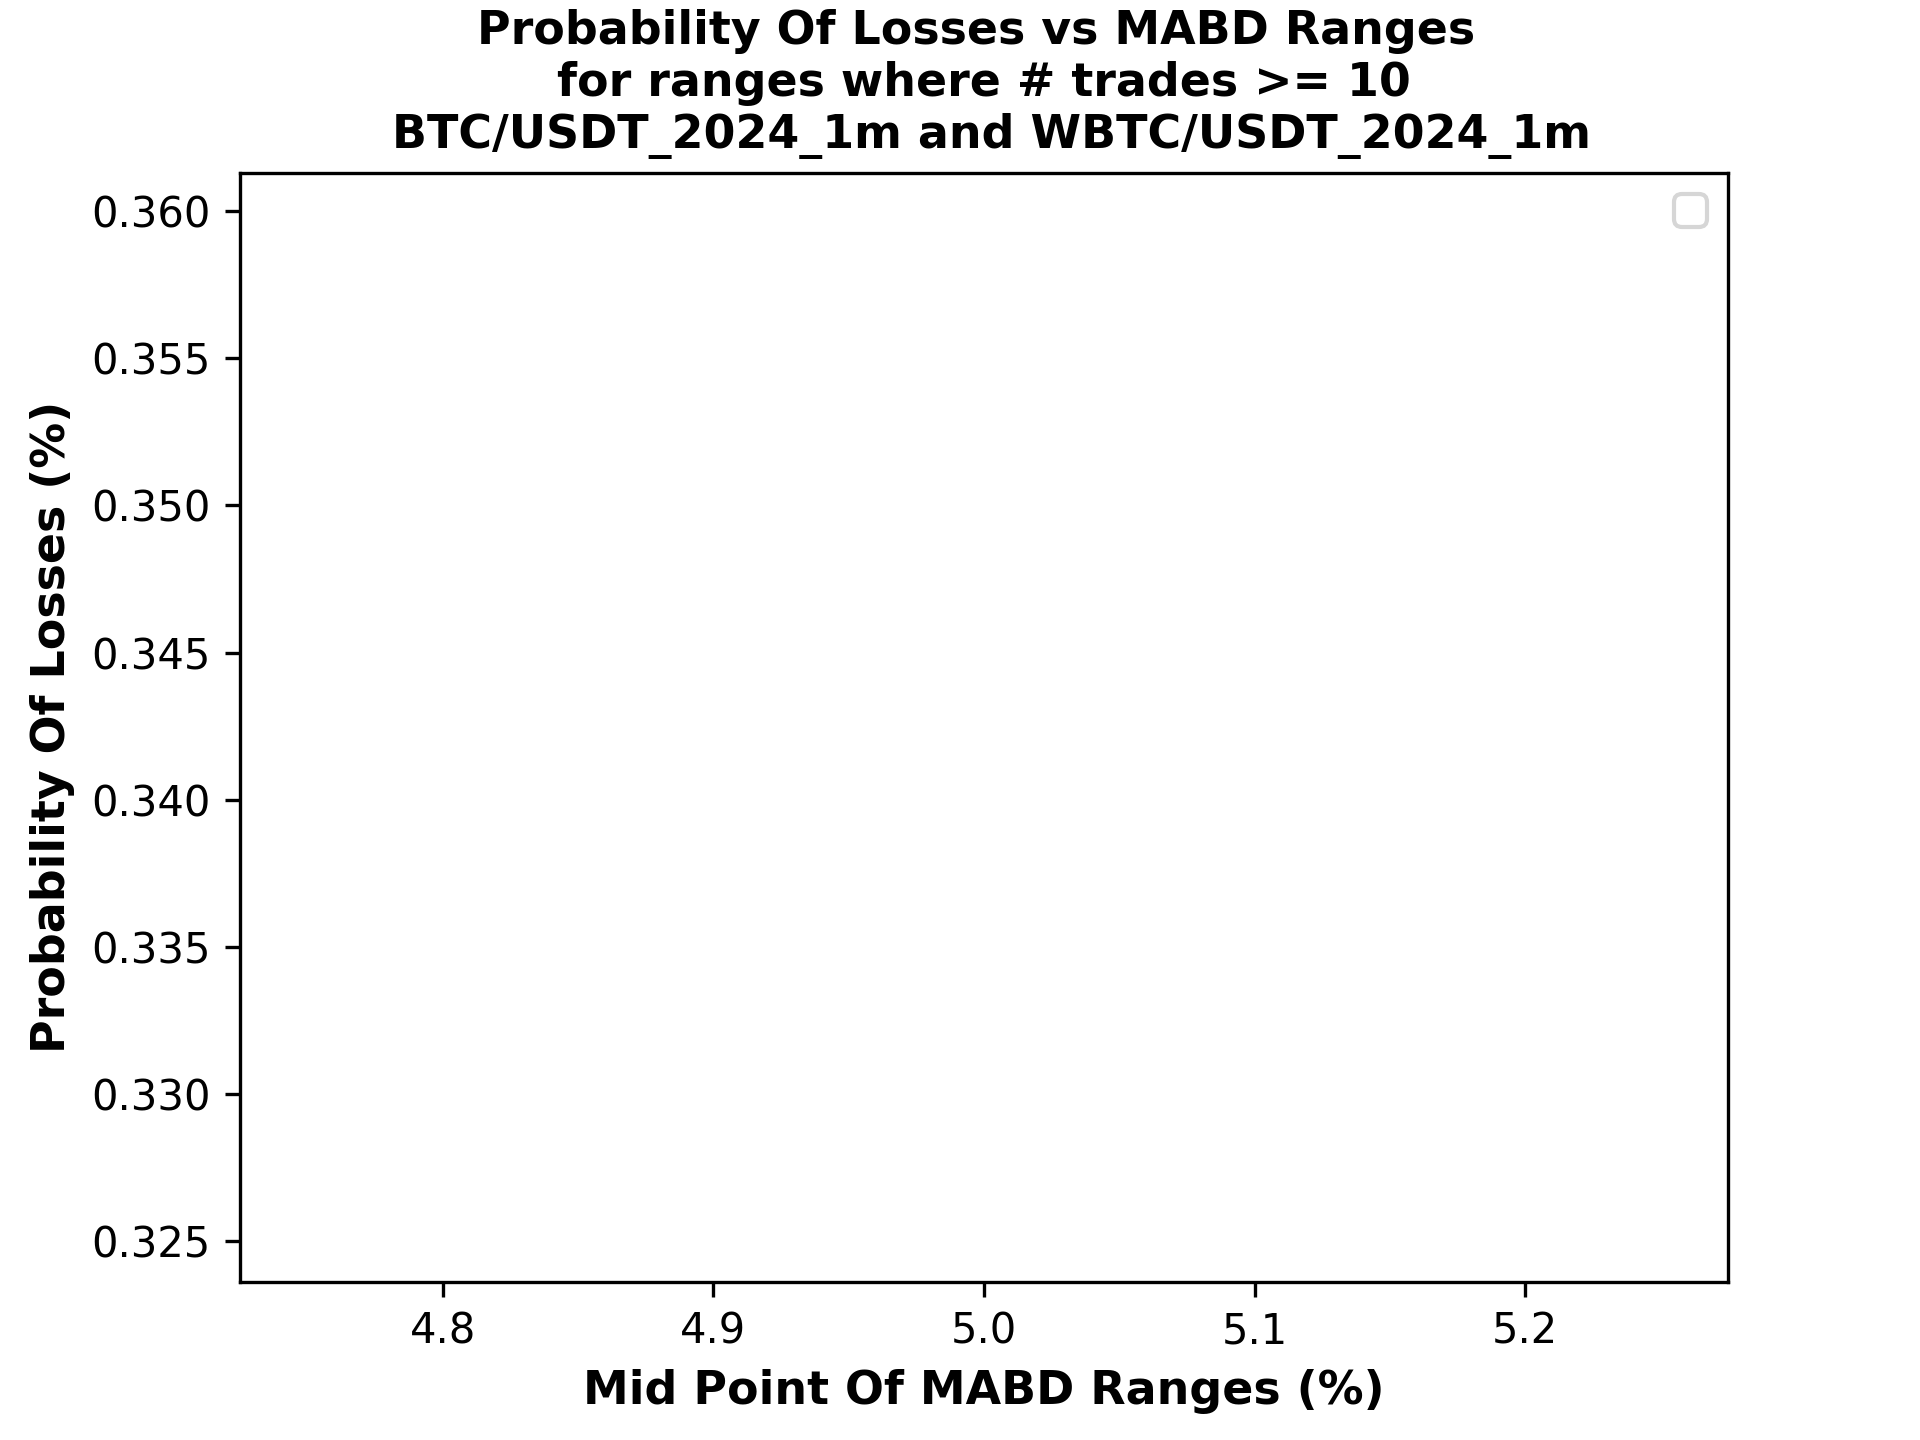 Probability Of Losses vs MABD Ranges
for ranges where # trades >= 10
BTC/USDT_2024_1m and WBTC/USDT_2024_1m
Probability Of Losses (%)
0.360
0.355
0.350
0.345
0.340
0.335
0.330
0.325
4.8 4.9 5.0 5.1 5.2
Mid Point Of MABD Ranges (%)